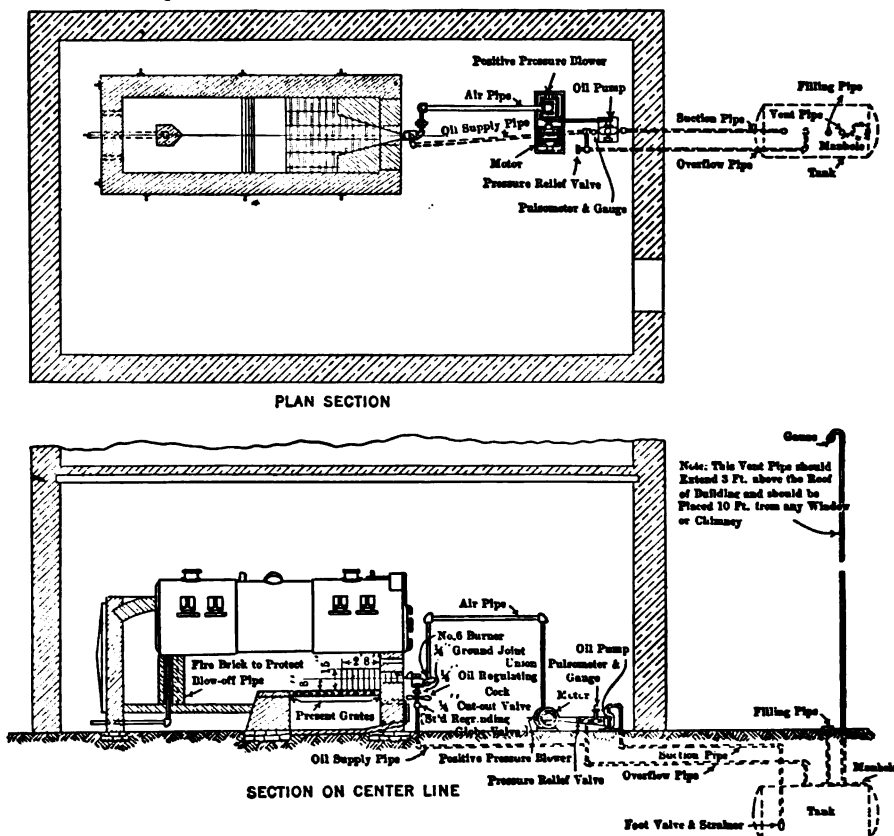 Positive Pressure Blower
Air Pipe
Oil Pump
Filling Pipe
Suction Pipe
Vent Pipe
Oil Supply Pipe
Manhole
Motor
Overflow Pipe
Tank
Pressure Relief Valve
Pulsometer & Gauge
PLAN SECTION
Note: This Vent Pipe should
Extend 3 Ft. above the Roof
of Building and should be
Placed 10 Ft. from any Window
or Chimney
Air Pipe
No.6 Burner
Ground Joint
Union
Oil Pump
Pulsometer &
Gauge
Fire Brick to Protect
Blow-off Pipe
Oil Regulating
Cock
Motor
Cut-out Valve
Present Grates
St'd Regrinding
Globe Valve
Filling Pipe
Oil Supply Pipe
Positive Pressure Blower
Suction Pipe
Pressure Relief Valve
Overflow Pipe
Manhole
SECTION ON CENTER LINE
Tank
Foot Valve & Strainer